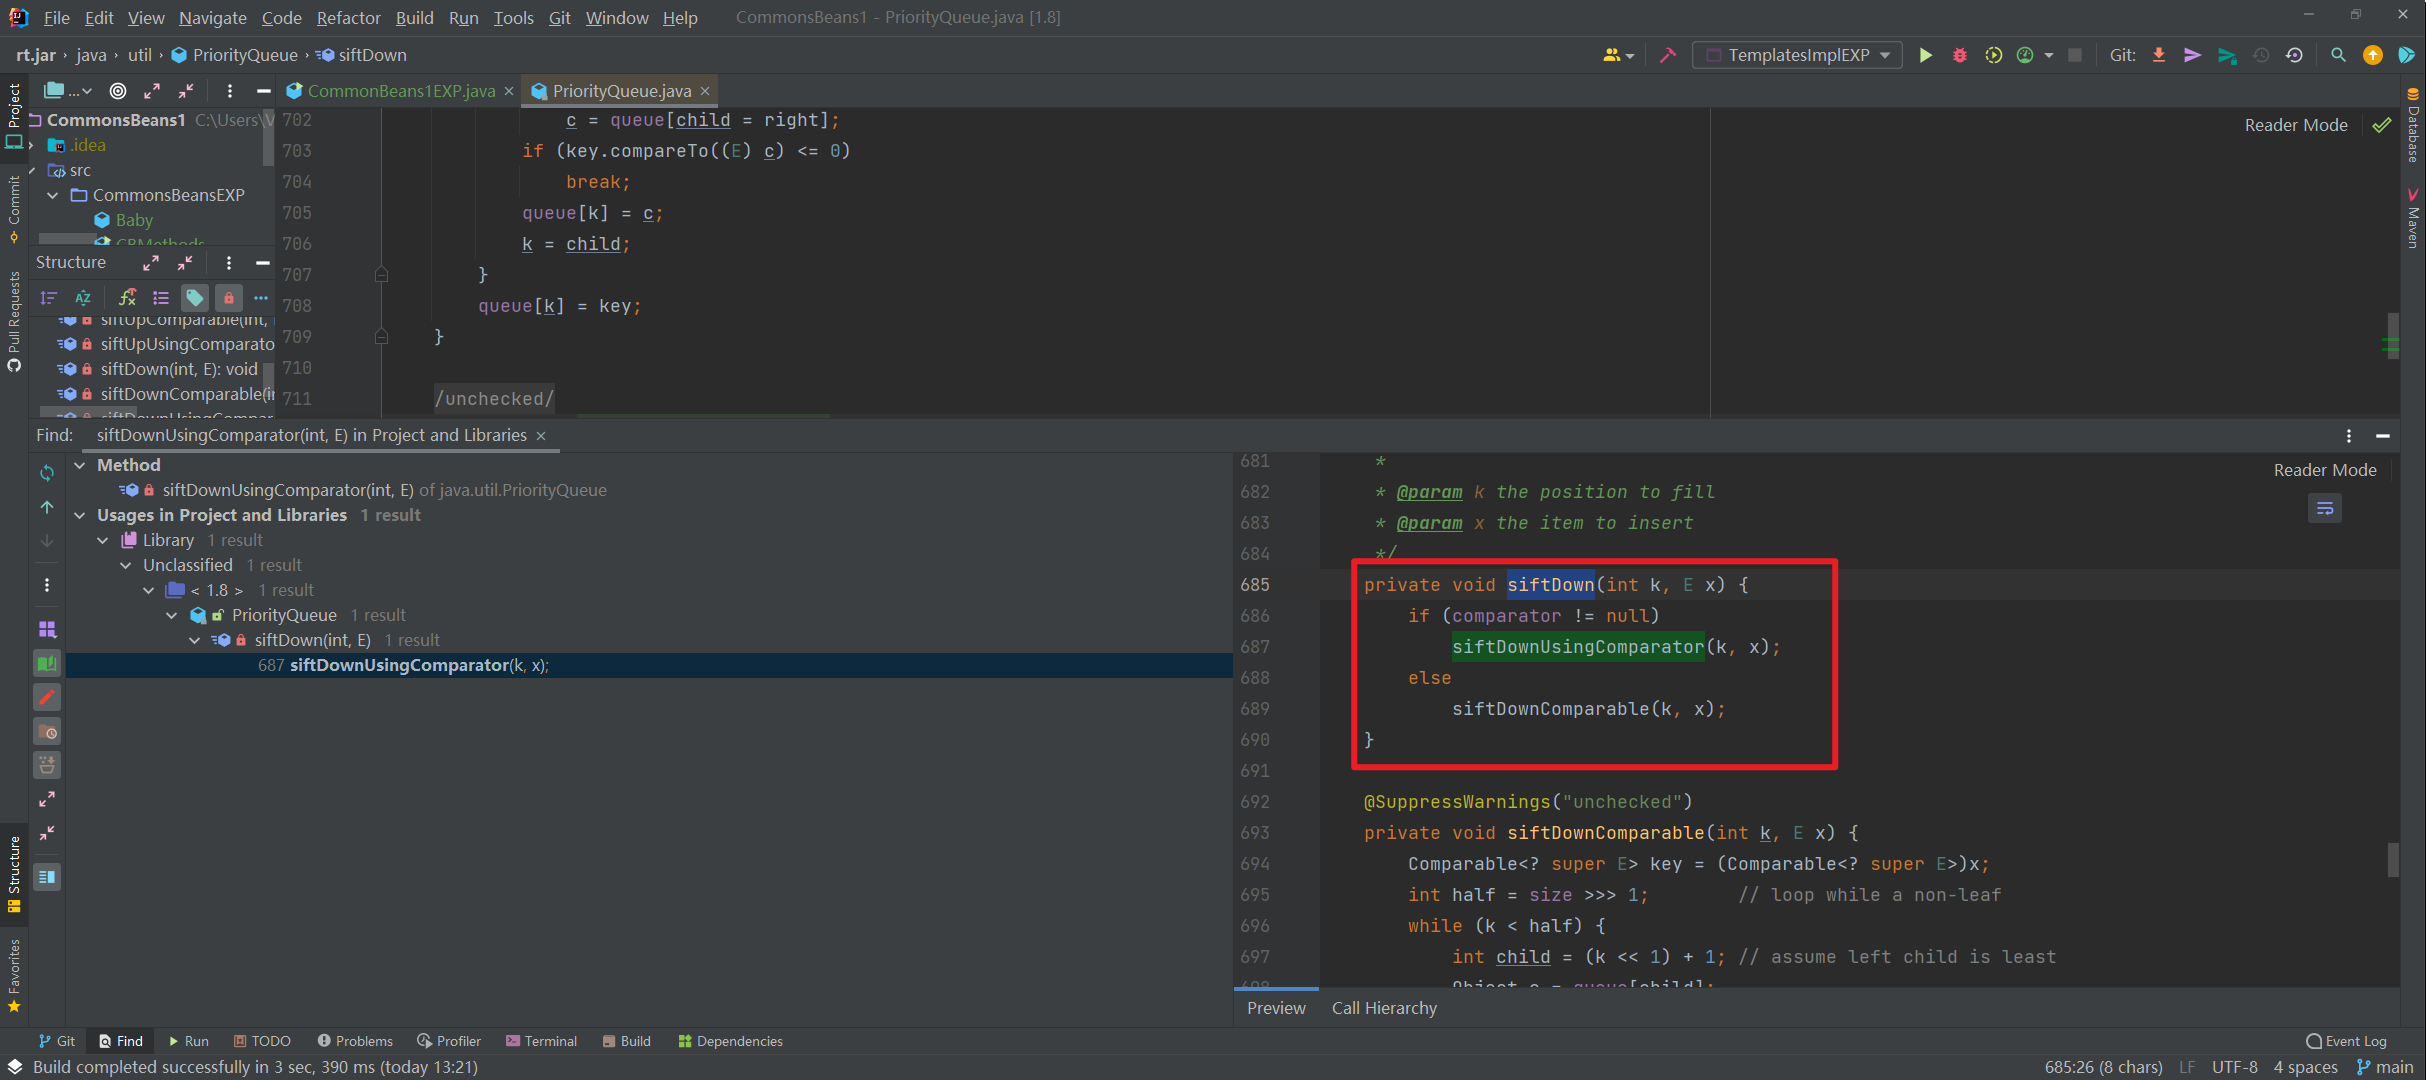 File Edit View Navigate Code Refactor Build Run Tools Git Window Help CommonsBeans1 - PriorityQueue.java [1.8]
rt.jar java util PriorityQueue siftDown
TemplatesImplEXP Git:
Project
Commit
Pull Requests
...
CommonBeans1EXP.java PriorityQueue.java
CommonsBeans1 C:\Users\V
.idea
src
CommonsBeansEXP
Baby
CBMethods
Structure
siftUpComparable(int,
siftUpUsingComparato
siftDown(int, E): void
siftDownComparable(in
siftDownUsingCompar
702 c = queue[child = right];
703 if (key.compareTo((E) c) <= 0)
704 break;
705 queue[k] = c;
706 k = child;
707 }
708 queue[k] = key;
709 }
710
711 /unchecked/
Reader Mode
Database
Maven
Find: siftDownUsingComparator(int, E) in Project and Libraries
Method
siftDownUsingComparator(int, E) of java.util.PriorityQueue
Usages in Project and Libraries 1 result
Library 1 result
Unclassified 1 result
< 1.8 > 1 result
PriorityQueue 1 result
siftDown(int, E) 1 result
687 siftDownUsingComparator(k, x);
Reader Mode
681 *
682 * @param k the position to fill
683 * @param x the item to insert
684 */
685 private void siftDown(int k, E x) {
686 if (comparator != null)
687 siftDownUsingComparator(k, x);
688 else
689 siftDownComparable(k, x);
690 }
691
692 @SuppressWarnings("unchecked")
693 private void siftDownComparable(int k, E x) {
694 Comparable<? super E> key = (Comparable<? super E>)x;
695 int half = size >>> 1; // loop while a non-leaf
696 while (k < half) {
697 int child = (k << 1) + 1; // assume left child is least
698 Object c = queue[child];
Preview Call Hierarchy
Structure
Favorites
Git Find Run TODO Problems Profiler Terminal Build Dependencies Event Log
Build completed successfully in 3 sec, 390 ms (today 13:21) 685:26 (8 chars) LF UTF-8 4 spaces main